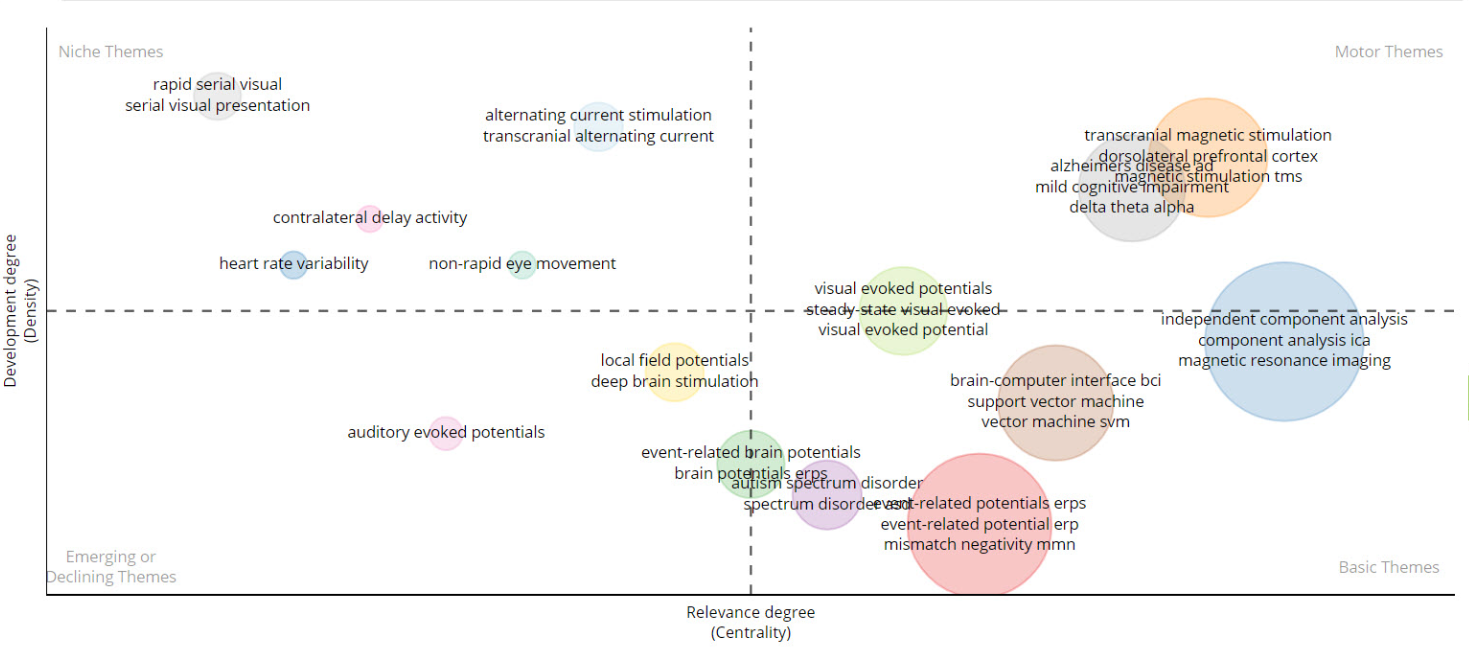 Niche Themes
Motor Themes
rapid serial visual
serial visual presentation
alternating current stimulation
transcranial alternating current
transcranial magnetic stimulation
dorsolateral prefrontal cortex
magnetic stimulation tms
alzheimers disease ad
mild cognitive impairment
delta theta alpha
contralateral delay activity
heart rate variability
non-rapid eye movement
visual evoked potentials
steady-state visual evoked
visual evoked potential
independent component analysis
component analysis ica
magnetic resonance imaging
local field potentials
deep brain stimulation
brain-computer interface bci
support vector machine
vector machine svm
auditory evoked potentials
event-related brain potentials
brain potentials erps
autism spectrum disorder
spectrum disorder asd
event-related potentials erps
event-related potential erp
mismatch negativity mmn
Emerging or
Declining Themes
Basic Themes
Development degree
(Density)
Relevance degree
(Centrality)